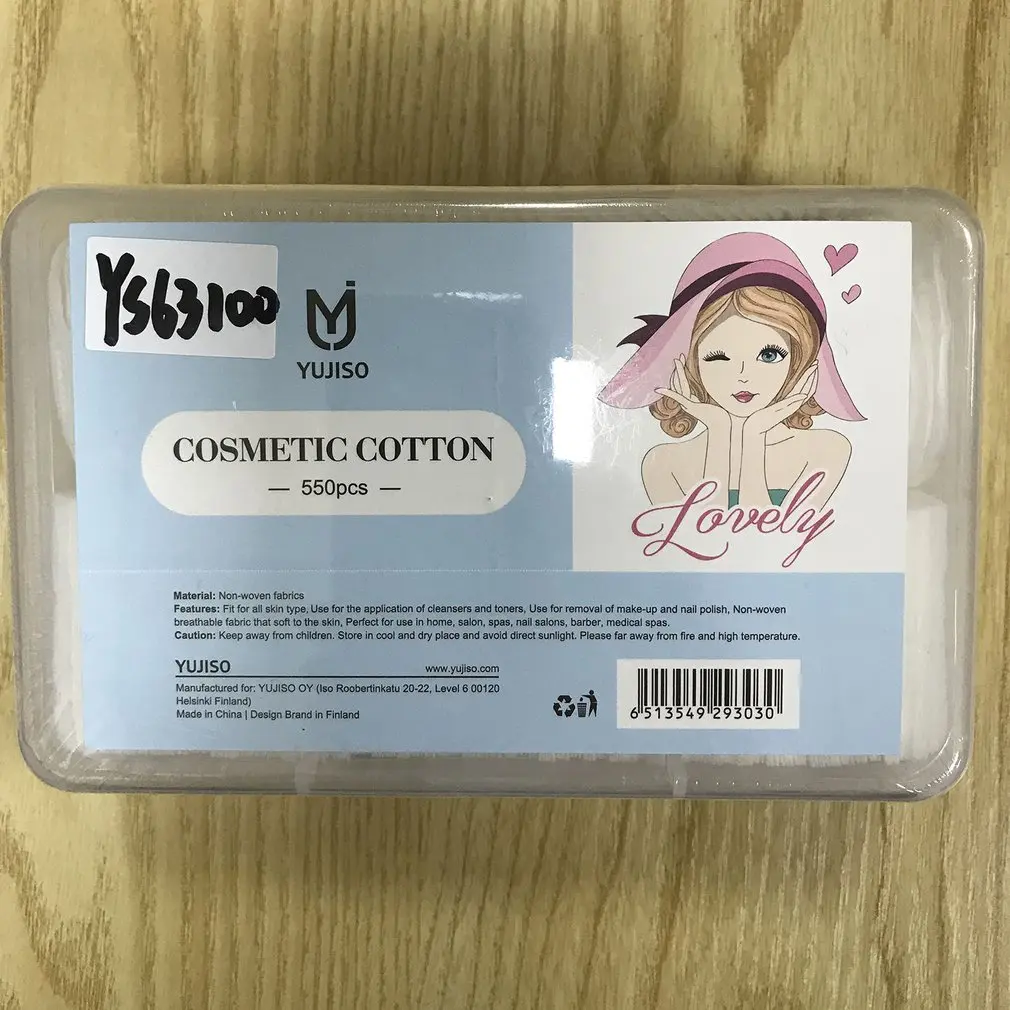 YS63100
YUJISO
COSMETIC COTTON
— 550pcs —
Lovely
Material: Non-woven fabrics
Features: Fit for all skin type, Use for the application of cleansers and toners, Use for removal of make-up and nail polish, Non-woven
breathable fabric that soft to the skin, Perfect for use in home, salon, spas, nail salons, barber, medical spas.
Caution: Keep away from children. Store in cool and dry place and avoid direct sunlight. Please far away from fire and high temperature.
YUJISO www.yujiso.com
Manufactured for: YUJISO OY (Iso Roobertinkatu 20-22, Level 6 00120
Helsinki Finland)
Made in China | Design Brand in Finland
6 513549 293030